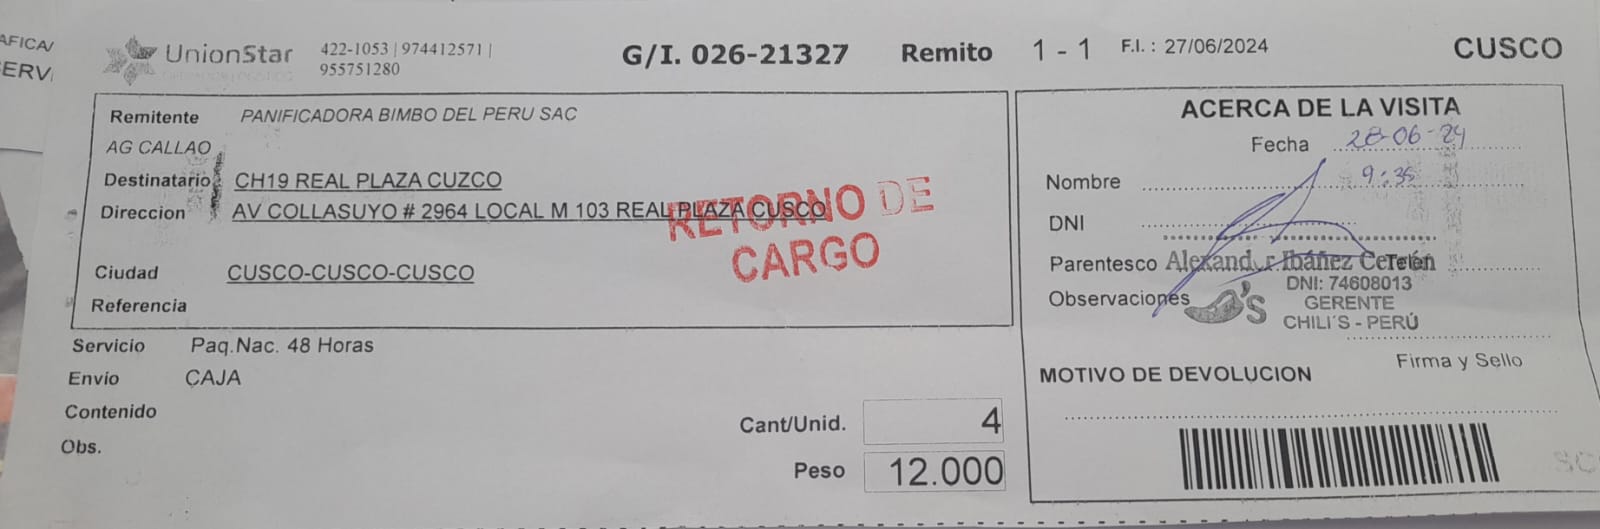 AFICA/
SERV
UnionStar
422-1053 | 974412571 |
955751280
G/I. 026-21327 Remito 1 - 1 F.I. : 27/06/2024 CUSCO
Remitente PANIFICADORA BIMBO DEL PERU SAC
AG CALLAO
Destinatario CH19 REAL PLAZA CUZCO
Direccion AV COLLASUYO # 2964 LOCAL M 103 REAL PLAZA CUSCO
RETORNO DE
CARGO
Ciudad CUSCO-CUSCO-CUSCO
Referencia
Servicio Paq.Nac. 48 Horas
Envio CAJA
Contenido
Obs.
Cant/Unid. 4
Peso 12.000
ACERCA DE LA VISITA
Fecha 28-06-24
Nombre 9:35
DNI
Parentesco Telén
Alexand r Ibáñez
Observaciones
's
DNI: 74608013
GERENTE
CHILI'S - PERÚ
Firma y Sello
MOTIVO DE DEVOLUCION